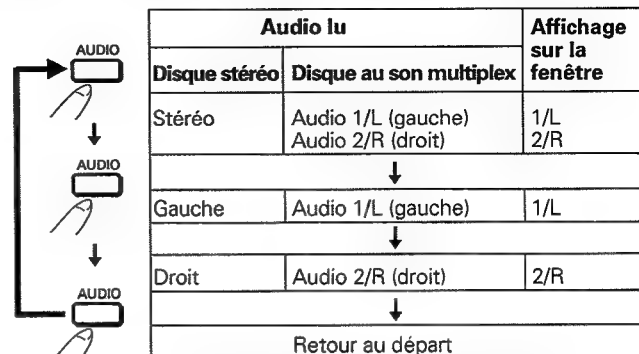 AUDIO
AUDIO
AUDIO
Audio lu
Affichage sur la fenêtre
Disque stéréo
Disque au son multiplex
Stéréo
Audio 1/L (gauche)
Audio 2/R (droit)
1/L
2/R
Gauche
Audio 1/L (gauche)
1/L
Droit
Audio 2/R (droit)
2/R
Retour au départ